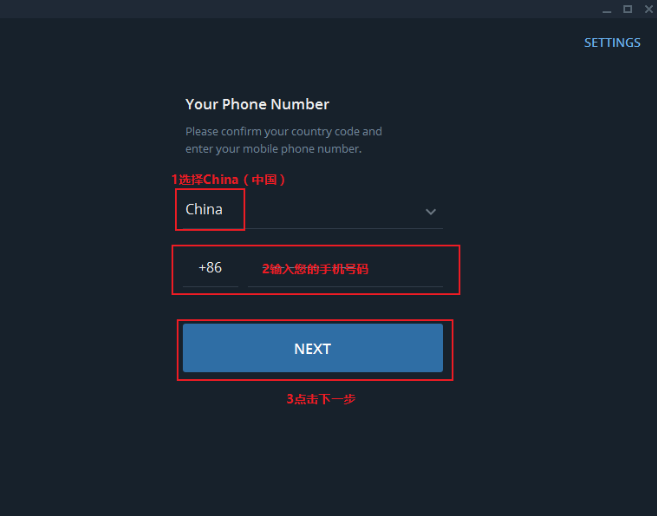 SETTINGS
Your Phone Number
Please confirm your country code and
enter your mobile phone number.
1选择China（中国）
China
+86 2输入您的手机号码
NEXT
3点击下一步